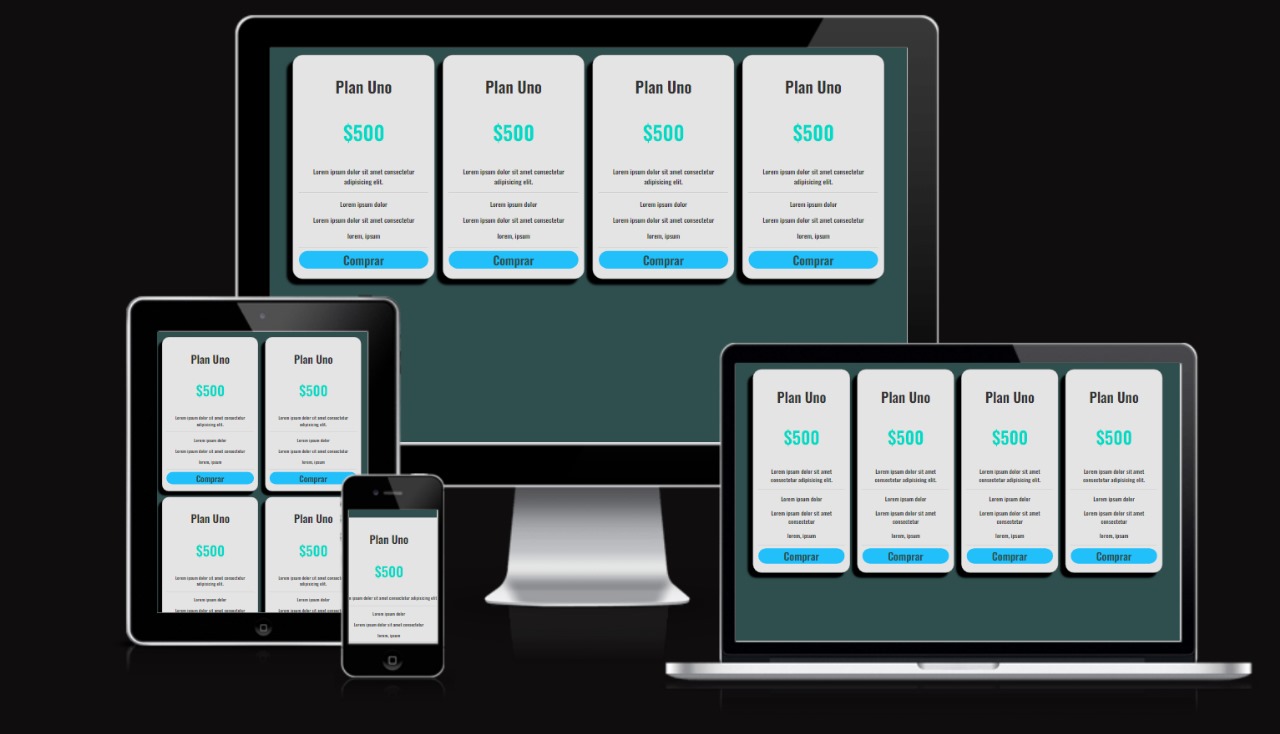 Plan Uno
$500
Lorem ipsum dolor sit amet consectetur
adipisicing elit.
Lorem ipsum dolor
Lorem ipsum dolor sit amet consectetur
lorem, ipsum
Comprar
Plan Uno
$500
Lorem ipsum dolor sit amet consectetur
adipisicing elit.
Lorem ipsum dolor
Lorem ipsum dolor sit amet consectetur
lorem, ipsum
Comprar
Plan Uno
$500
Lorem ipsum dolor sit amet consectetur
adipisicing elit.
Lorem ipsum dolor
Lorem ipsum dolor sit amet consectetur
lorem, ipsum
Comprar
Plan Uno
$500
Lorem ipsum dolor sit amet consectetur
adipisicing elit.
Lorem ipsum dolor
Lorem ipsum dolor sit amet consectetur
lorem, ipsum
Comprar
Plan Uno
$500
Lorem ipsum dolor sit amet consectetur
adipisicing elit.
Lorem ipsum dolor
Lorem ipsum dolor sit amet consectetur
lorem, ipsum
Comprar
Plan Uno
$500
Lorem ipsum dolor sit amet consectetur
adipisicing elit.
Lorem ipsum dolor
Lorem ipsum dolor sit amet consectetur
lorem, ipsum
Comprar
Plan Uno
$500
Lorem ipsum dolor sit amet consectetur
adipisicing elit.
Lorem ipsum dolor
Lorem ipsum dolor sit amet consectetur
Plan Uno
$500
Lorem ipsum dolor sit amet
adipisicing elit.
Lorem ipsum dolor
Plan Uno
$500
ipsum dolor sit amet consectetur adipisicing
Lorem ipsum dolor
Lorem ipsum dolor sit amet consectetur
lorem, ipsum
Plan Uno
$500
Lorem ipsum dolor sit amet
consectetur adipisicing elit.
Lorem ipsum dolor
Lorem ipsum dolor sit amet
consectetur
lorem, ipsum
Comprar
Plan Uno
$500
Lorem ipsum dolor sit amet
consectetur adipisicing elit.
Lorem ipsum dolor
Lorem ipsum dolor sit amet
consectetur
lorem, ipsum
Comprar
Plan Uno
$500
Lorem ipsum dolor sit amet
consectetur adipisicing elit.
Lorem ipsum dolor
Lorem ipsum dolor sit amet
consectetur
lorem, ipsum
Comprar
Plan Uno
$500
Lorem ipsum dolor sit amet
consectetur adipisicing elit.
Lorem ipsum dolor
Lorem ipsum dolor sit amet
consectetur
lorem, ipsum
Comprar